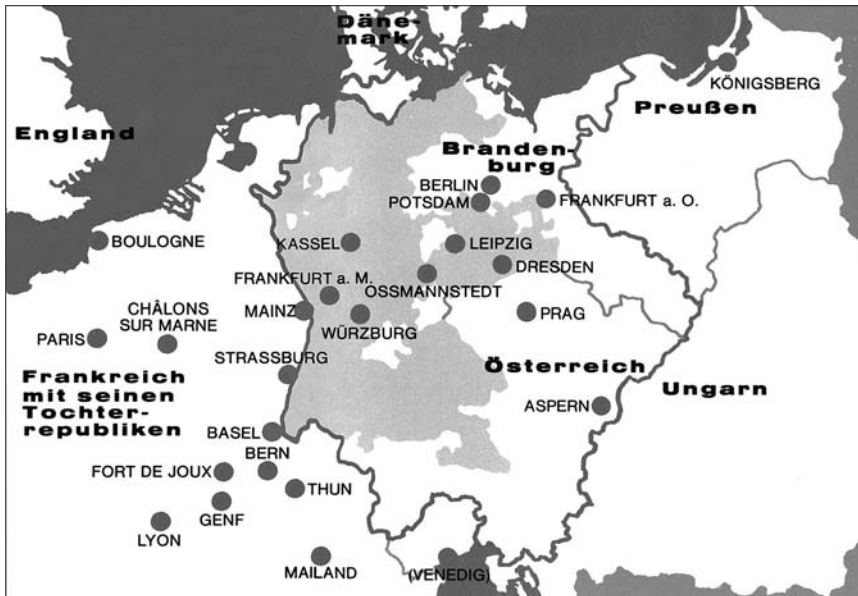 Däne-
mark
KÖNIGSBERG
Preußen
England
Branden-
burg
BERLIN
POTSDAM
FRANKFURT a. O.
BOULOGNE
KASSEL
LEIPZIG
DRESDEN
FRANKFURT a. M.
OSSMANNSTEDT
CHÂLONS
SUR MARNE
MAINZ
WÜRZBURG
PRAG
PARIS
STRASSBURG
Österreich
Ungarn
Frankreich
mit seinen
Tochter-
republiken
ASPERN
BASEL
BERN
FORT DE JOUX
THUN
GENF
LYON
MAILAND
(VENEDIG)